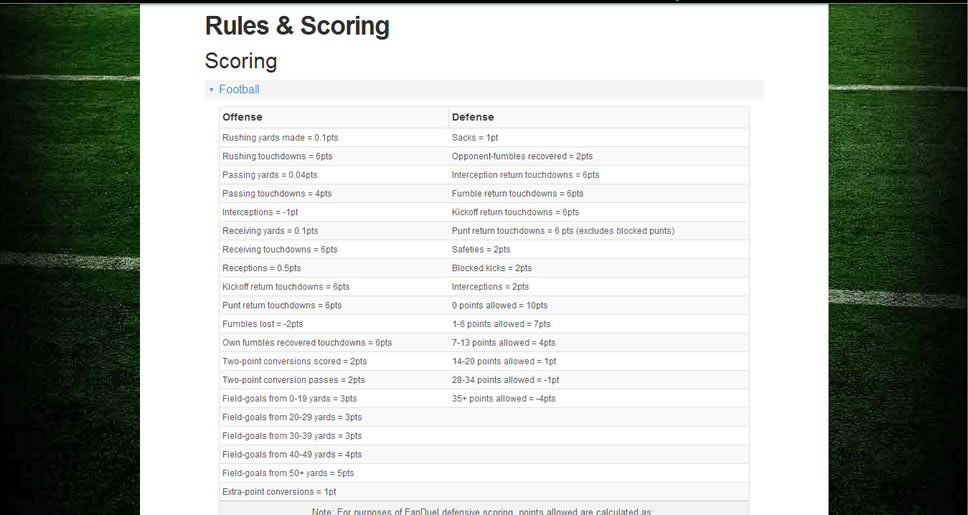 Rules & Scoring
Scoring
Football
Offense Defense
Rushing yards made = 0.1pts Sacks = 1pt
Rushing touchdowns = 6pts Opponent-fumbles recovered = 2pts
Passing yards = 0.04pts Interception return touchdowns = 6pts
Passing touchdowns = 4pts Fumble return touchdowns = 6pts
Interceptions = -1pt Kickoff return touchdowns = 6pts
Receiving yards = 0.1pts Punt return touchdowns = 6 pts (excludes blocked punts)
Receiving touchdowns = 6pts Safeties = 2pts
Receptions = 0.5pts Blocked kicks = 2pts
Kickoff return touchdowns = 6pts Interceptions = 2pts
Punt return touchdowns = 6pts 0 points allowed = 10pts
Fumbles lost = -2pts 1-6 points allowed = 7pts
Own fumbles recovered touchdowns = 6pts 7-13 points allowed = 4pts
Two-point conversions scored = 2pts 14-20 points allowed = 1pt
Two-point conversion passes = 2pts 28-34 points allowed = -1pt
Field-goals from 0-19 yards = 3pts 35+ points allowed = -4pts
Field-goals from 20-29 yards = 3pts
Field-goals from 30-39 yards = 3pts
Field-goals from 40-49 yards = 4pts
Field-goals from 50+ yards = 5pts
Extra-point conversions = 1pt
Note: For purposes of FanDuel defensive scoring, points allowed are calculated as: